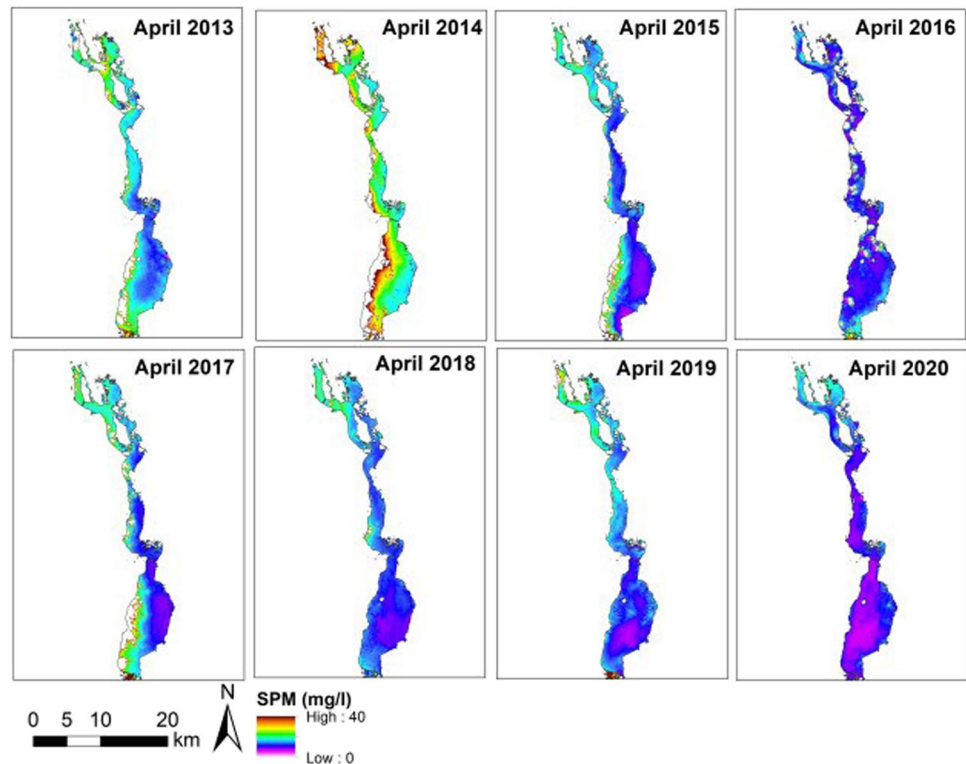 April 2013
April 2014
April 2015
April 2016
April 2017
April 2018
April 2019
April 2020
0 5 10 20
km
N
SPM (mg/l)
High : 40
Low : 0